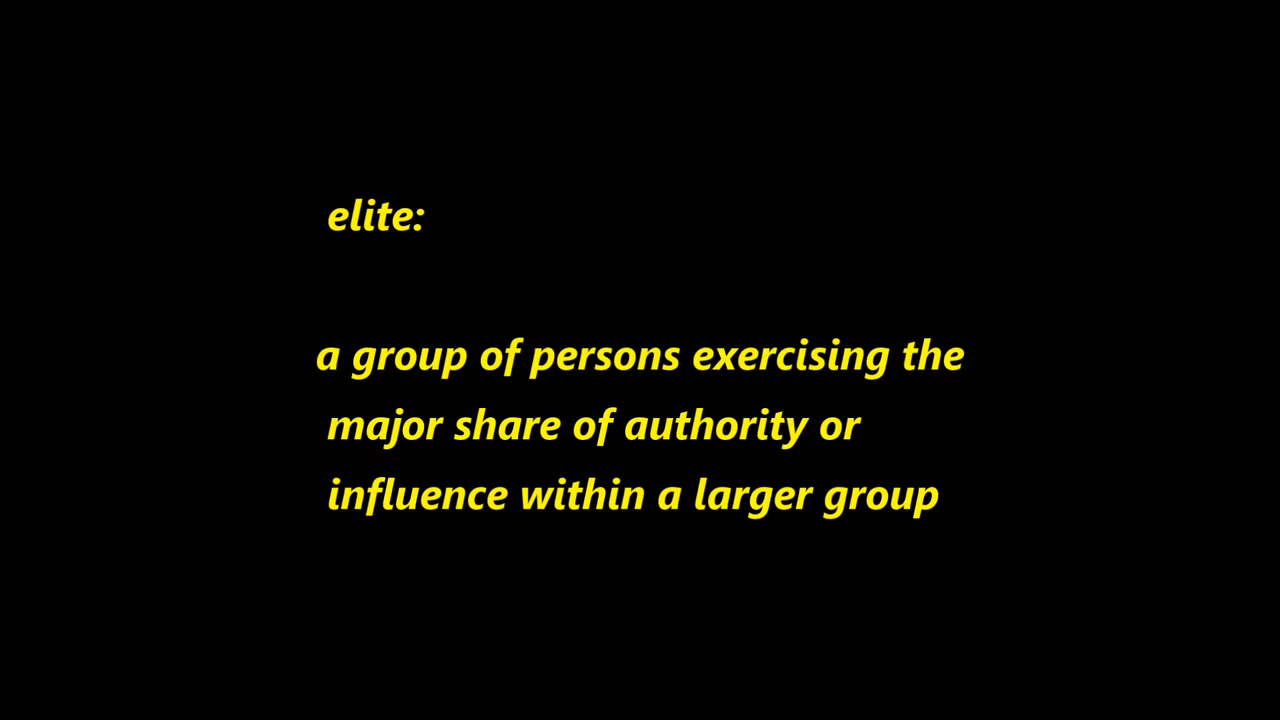 elite:
a group of persons exercising the
major share of authority or
influence within a larger group